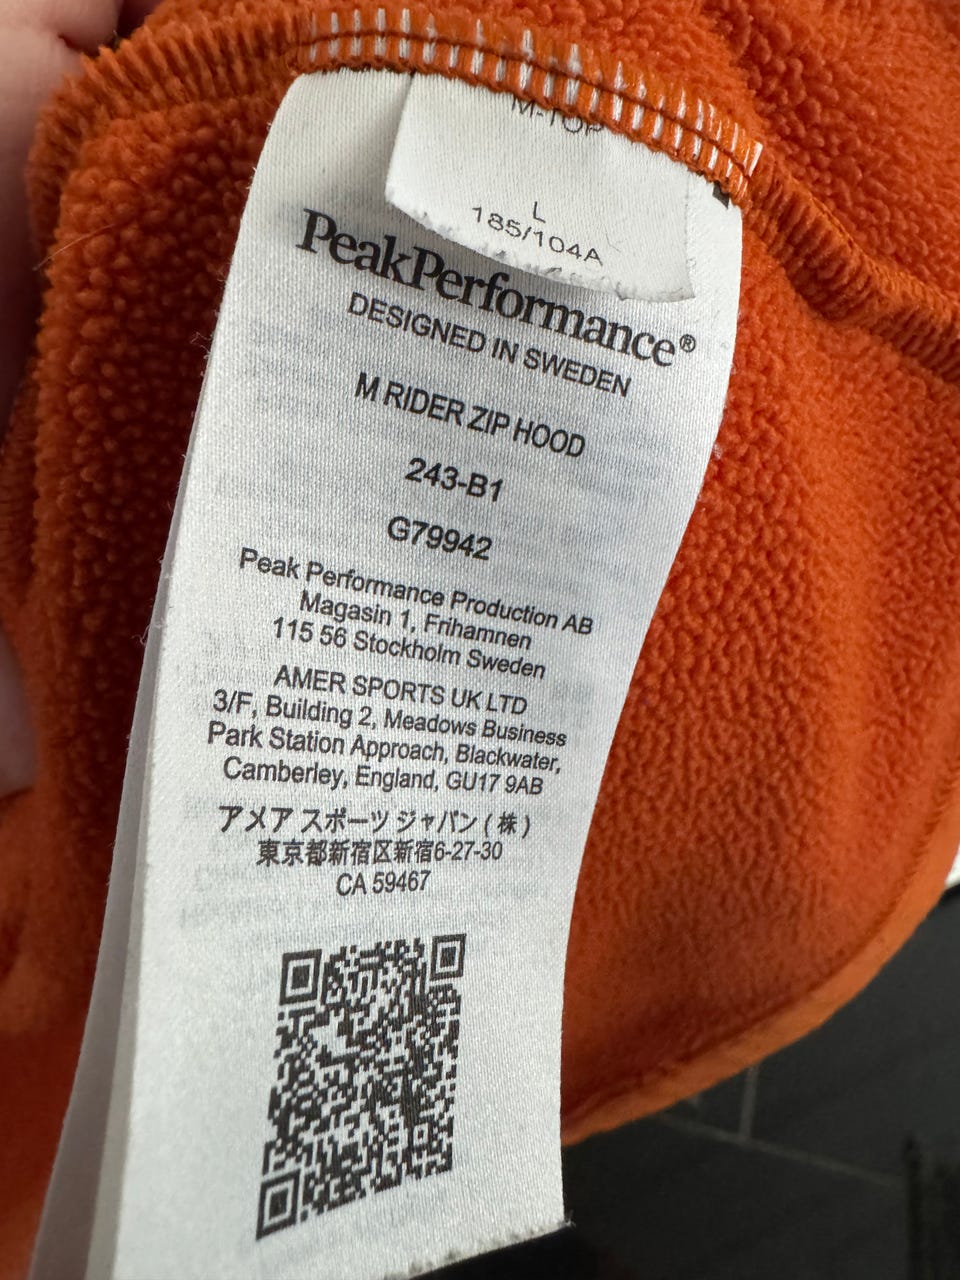 M-TOP
L
185/104A
PeakPerformance®
DESIGNED IN SWEDEN
M RIDER ZIP HOOD
243-B1
G79942
Peak Performance Production AB
Magasin 1, Frihamnen
115 56 Stockholm Sweden
AMER SPORTS UK LTD
3/F, Building 2, Meadows Business
Park Station Approach, Blackwater,
Camberley, England, GU17 9AB
アメア スポーツ ジャパン ( 株 )
東京都新宿区新宿6-27-30
CA 59467